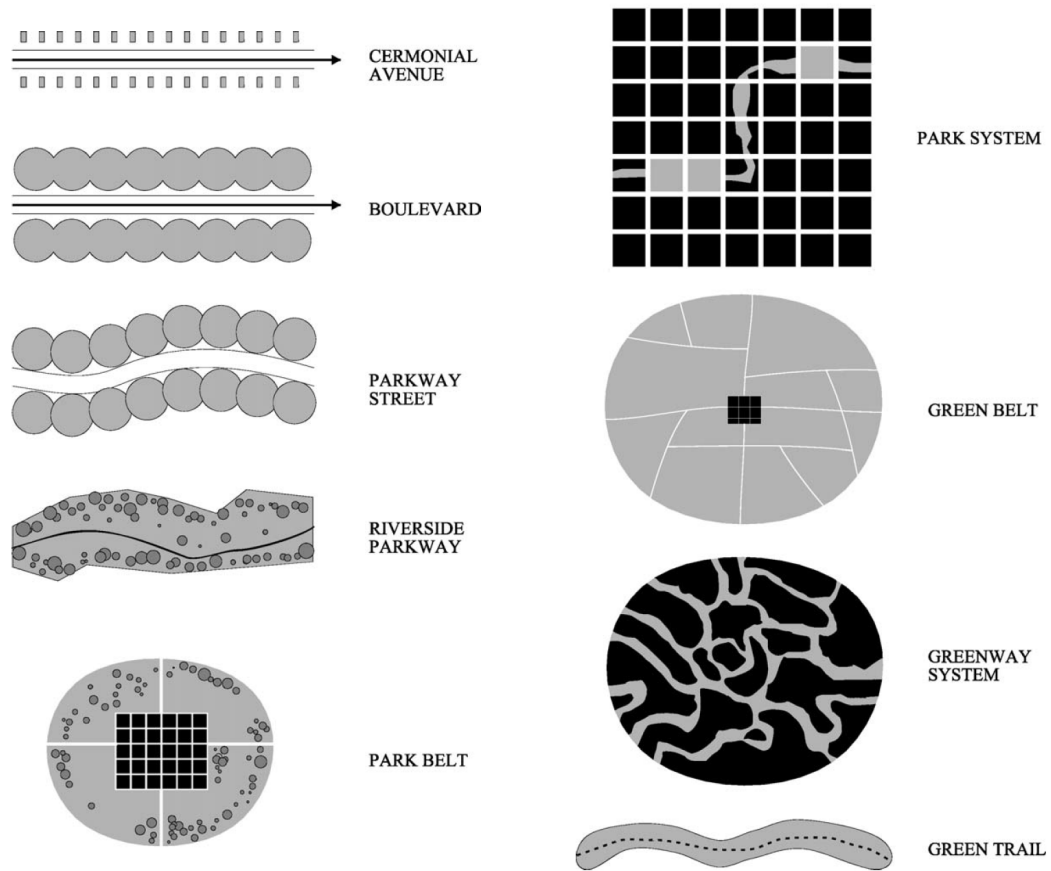 CERMONIAL
AVENUE
BOULEVARD
PARKWAY
STREET
RIVERSIDE
PARKWAY
PARK BELT
PARK SYSTEM
GREEN BELT
GREENWAY
SYSTEM
GREEN TRAIL